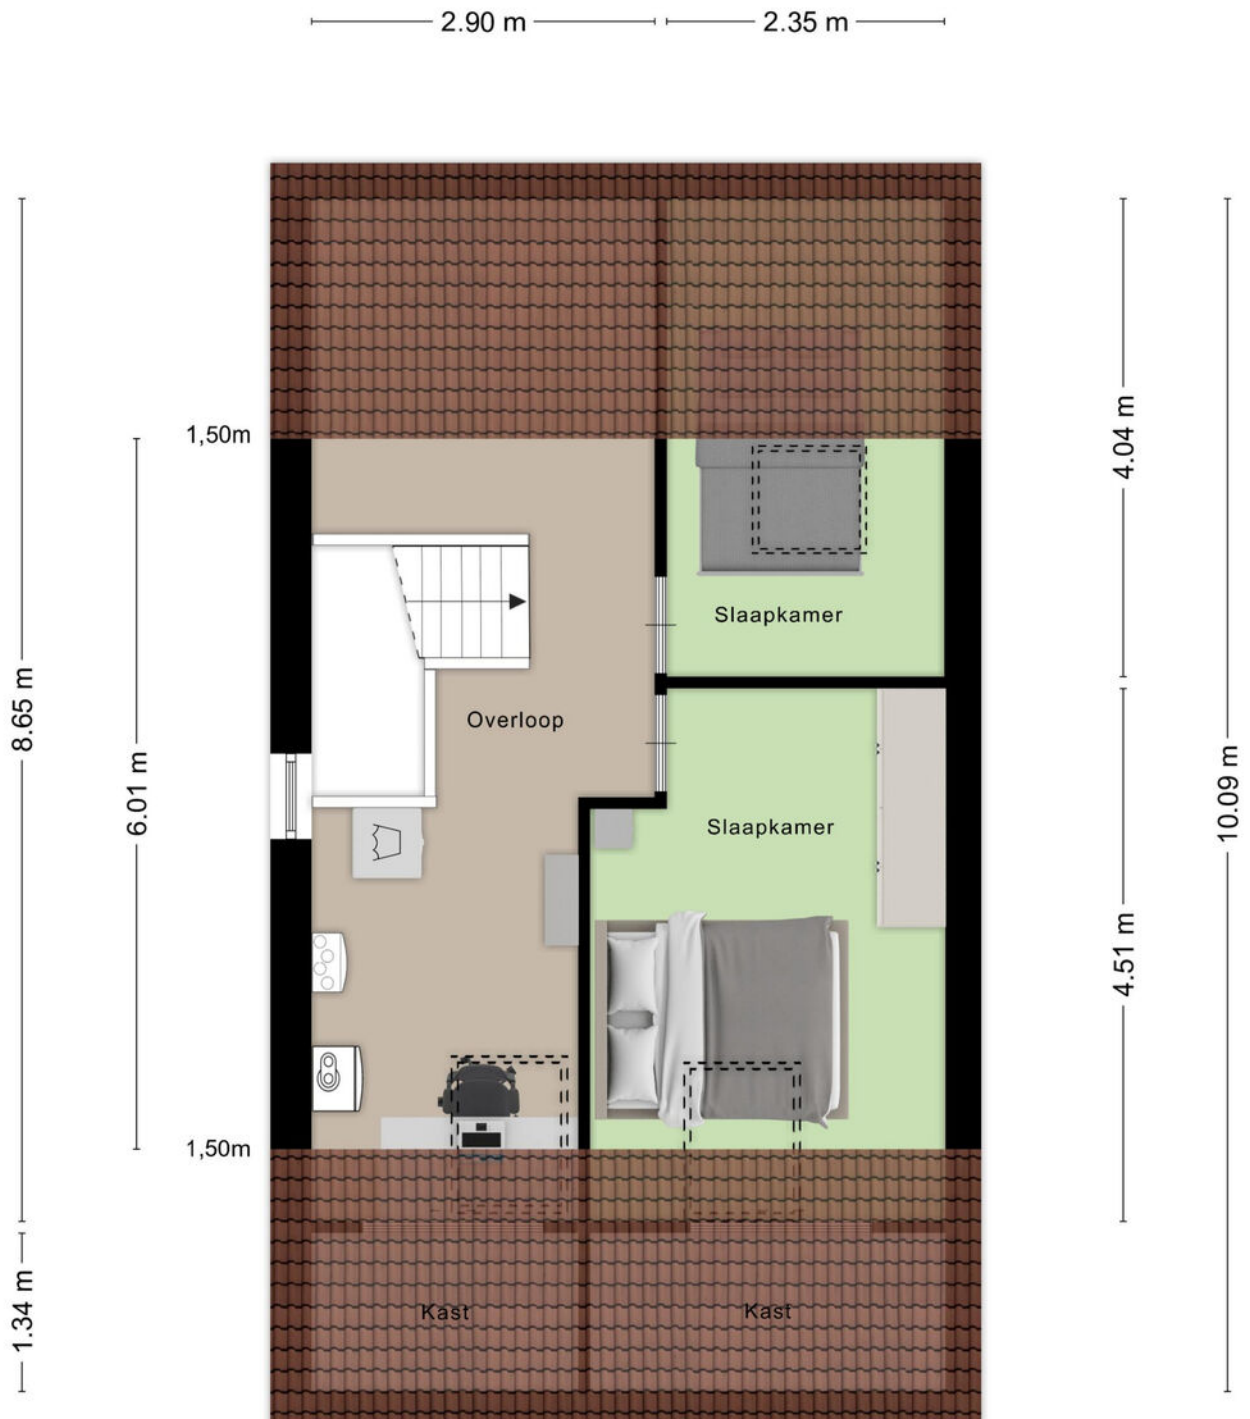 2.90 m
2.35 m
1,50m
4.04 m
Slaapkamer
8.65 m
Overloop
6.01 m
10.09 m
Slaapkamer
4.51 m
1,50m
1.34 m
Kast
Kast